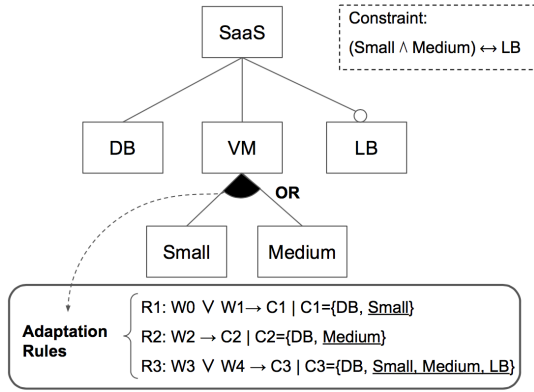 SaaS
Constraint:
(Small ∧ Medium) ↔ LB
DB
VM
LB
OR
Small
Medium
Adaptation
Rules
R1: W0 ∨ W1→ C1 | C1={DB, Small}
R2: W2 → C2 | C2={DB, Medium}
R3: W3 ∨ W4 → C3 | C3={DB, Small, Medium, LB}